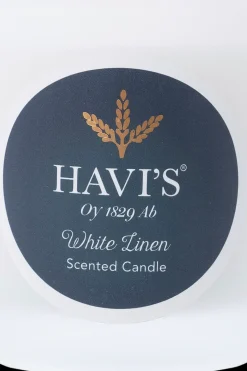 HAVI'S®
Oy 1829 Ab
White Linen
Scented Candle